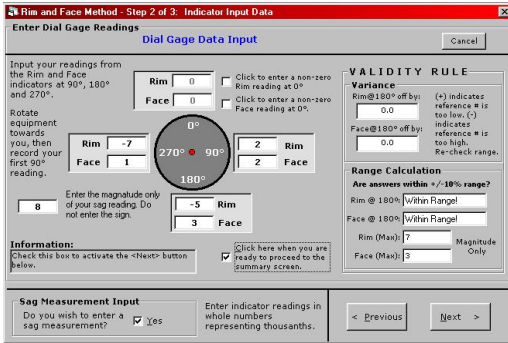 Rim and Face Method - Step 2 of 3: Indicator Input Data
Enter Dial Gage Readings
Dial Gage Data Input
Cancel
Input your readings from
the Rim and Face
indicators at 90°, 180°
and 270°.
Rotate
equipment
towards
you, then
record your
first 90°
reading.
Rim 0
Face 0
Click to enter a non-zero
Rim reading at 0°
Click to enter a non-zero
Face reading at 0°.
Rim -7
Face 1
0°
270° 90°
180°
2 Rim
2 Face
-5 Rim
3 Face
8
Enter the magnatude only
of your sag reading. Do
not enter the sign.
Information:
Check this box to activate the <Next> button
below.
Click here when you are
ready to proceed to the
summary screen.
VALIDITY RULE
Variance
Rim@180° off by:
0.0
Face@180° off by:
0.0
(+) indicates
reference # is
too low. (-)
indicates
reference # is
too high.
Re-check range.
Range Calculation
Are answers within +/-10% range?
Rim @ 180°: Within Range!
Face @ 180°: Within Range!
Rim (Max): 7
Face (Max): 3
Magnitude
Only
Sag Measurement Input
Do you wish to enter a
sag measurement?
Yes
Enter indicator readings in
whole numbers
representing thousanths.
< Previous
Next >